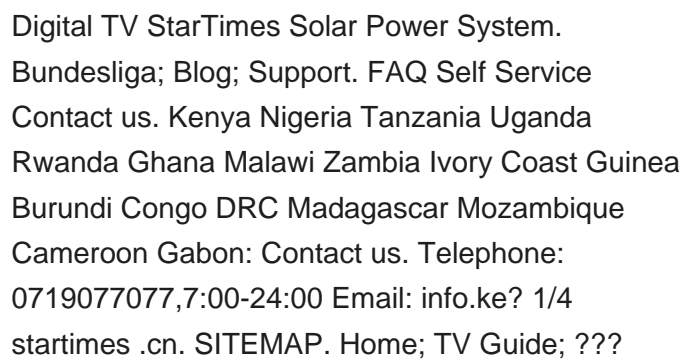 Digital TV StarTimes Solar Power System.
Bundesliga; Blog; Support. FAQ Self Service
Contact us. Kenya Nigeria Tanzania Uganda
Rwanda Ghana Malawi Zambia Ivory Coast Guinea
Burundi Congo DRC Madagascar Mozambique
Cameroon Gabon: Contact us. Telephone:
0719077077,7:00-24:00 Email: info.ke? 1/4
startimes .cn. SITEMAP. Home; TV Guide; ???